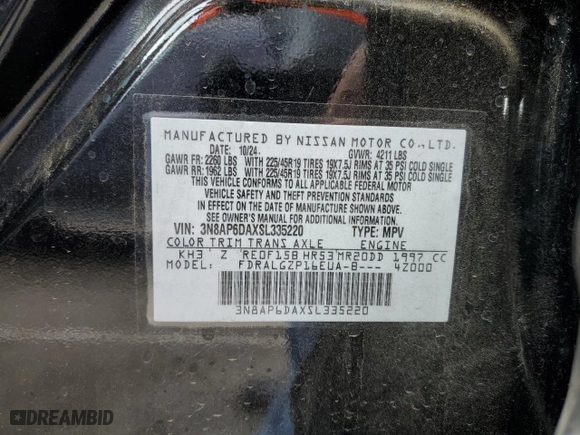 MANUFACTURED BY NISSAN MOTOR CO., LTD.
DATE: 10/24 GVWR: 4211 LBS
GAWR FR: 2260 LBS WITH 225/45R19 TIRES 19X7.5J RIMS AT 35 PSI COLD SINGLE
GAWR RR: 1962 LBS WITH 225/45R19 TIRES 19X7.5J RIMS AT 35 PSI COLD SINGLE
THIS VEHICLE CONFORMS TO ALL APPLICABLE FEDERAL MOTOR
VEHICLE SAFETY AND THEFT PREVENTION STANDARDS
IN EFFECT ON THE DATE OF MANUFACTURE SHOWN ABOVE.
SEE OWNER'S MANUAL FOR ADDITIONAL INFORMATION.
VIN: 3N8AP6DAXSL335220 TYPE: MPV
COLOR TRIM TRANS AXLE ENGINE
KH3 Z RE0F15B HR53 MR20DD 1997 CC
MODEL: FDRALGZP16EUA-B--- 42000
3N8AP6DAXSL335220
DREAMBID